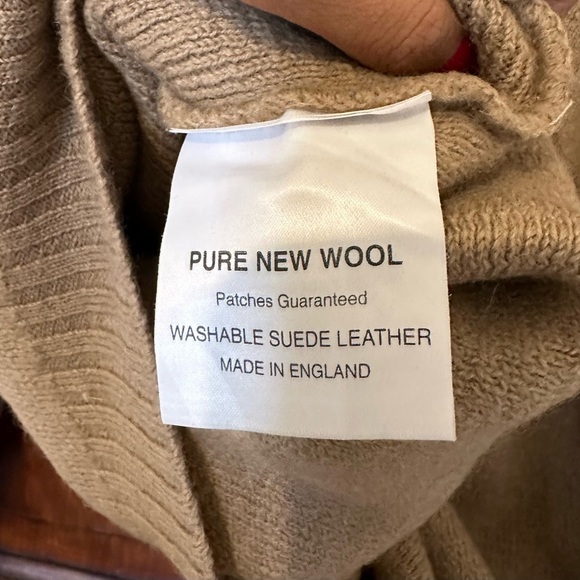 PURE NEW WOOL
Patches Guaranteed
WASHABLE SUEDE LEATHER
MADE IN ENGLAND